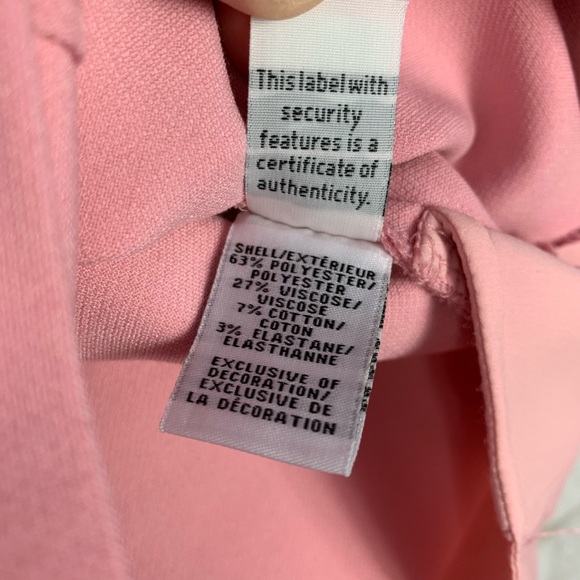 This label with
security
features is a
certificate of
authenticity.
SHELL/EXTÉRIEUR
63% POLYESTER/
POLYESTER
27% VISCOSE/
VISCOSE
7% COTTON/
COTON
3% ELASTANE/
ELASTHANNE
EXCLUSIVE OF
DECORATION/
EXCLUSIVE DE
LA DÉCORATION